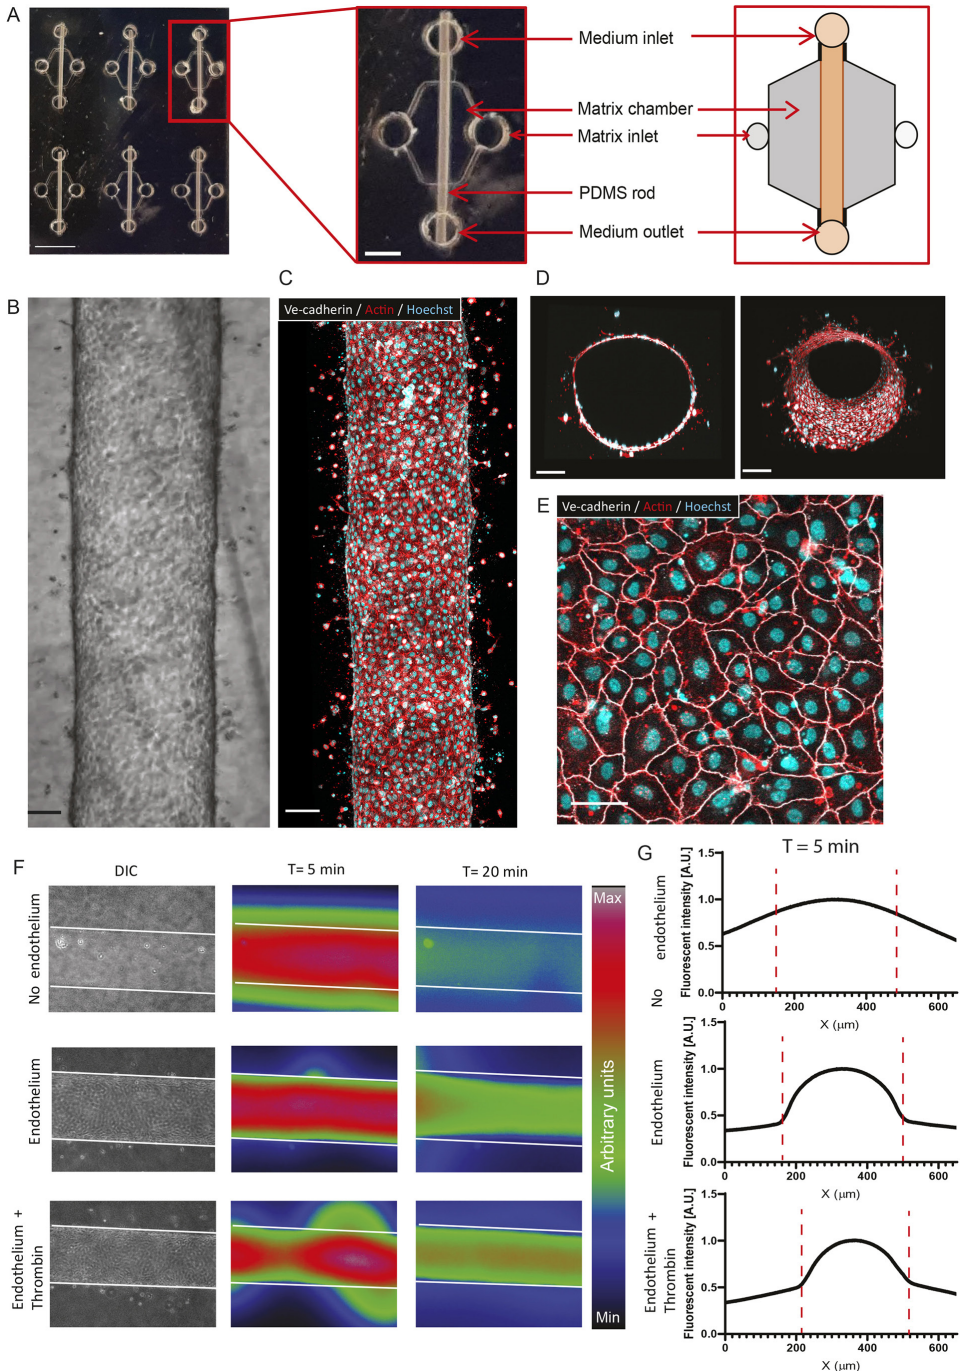 A
Medium inlet
Matrix chamber
Matrix inlet
PDMS rod
Medium outlet
B
C
Ve-cadherin / Actin / Hoechst
D
E
Ve-cadherin / Actin / Hoechst
F
DIC
T= 5 min
T= 20 min
No endothelium
Endothelium
Endothelium +
Thrombin
Max
Arbitrary units
Min
G
T = 5 min
No
endothelium
Fluorescent intensity [A.U.]
1.5
1.0
0.5
0.0
0
200
400
600
X (µm)
Endothelium
Fluorescent intensity [A.U.]
1.5
1.0
0.5
0.0
0
200
400
600
X (µm)
Endothelium +
Thrombin
Fluorescent intensity [A.U.]
1.5
1.0
0.5
0.0
0
200
400
600
X (µm)